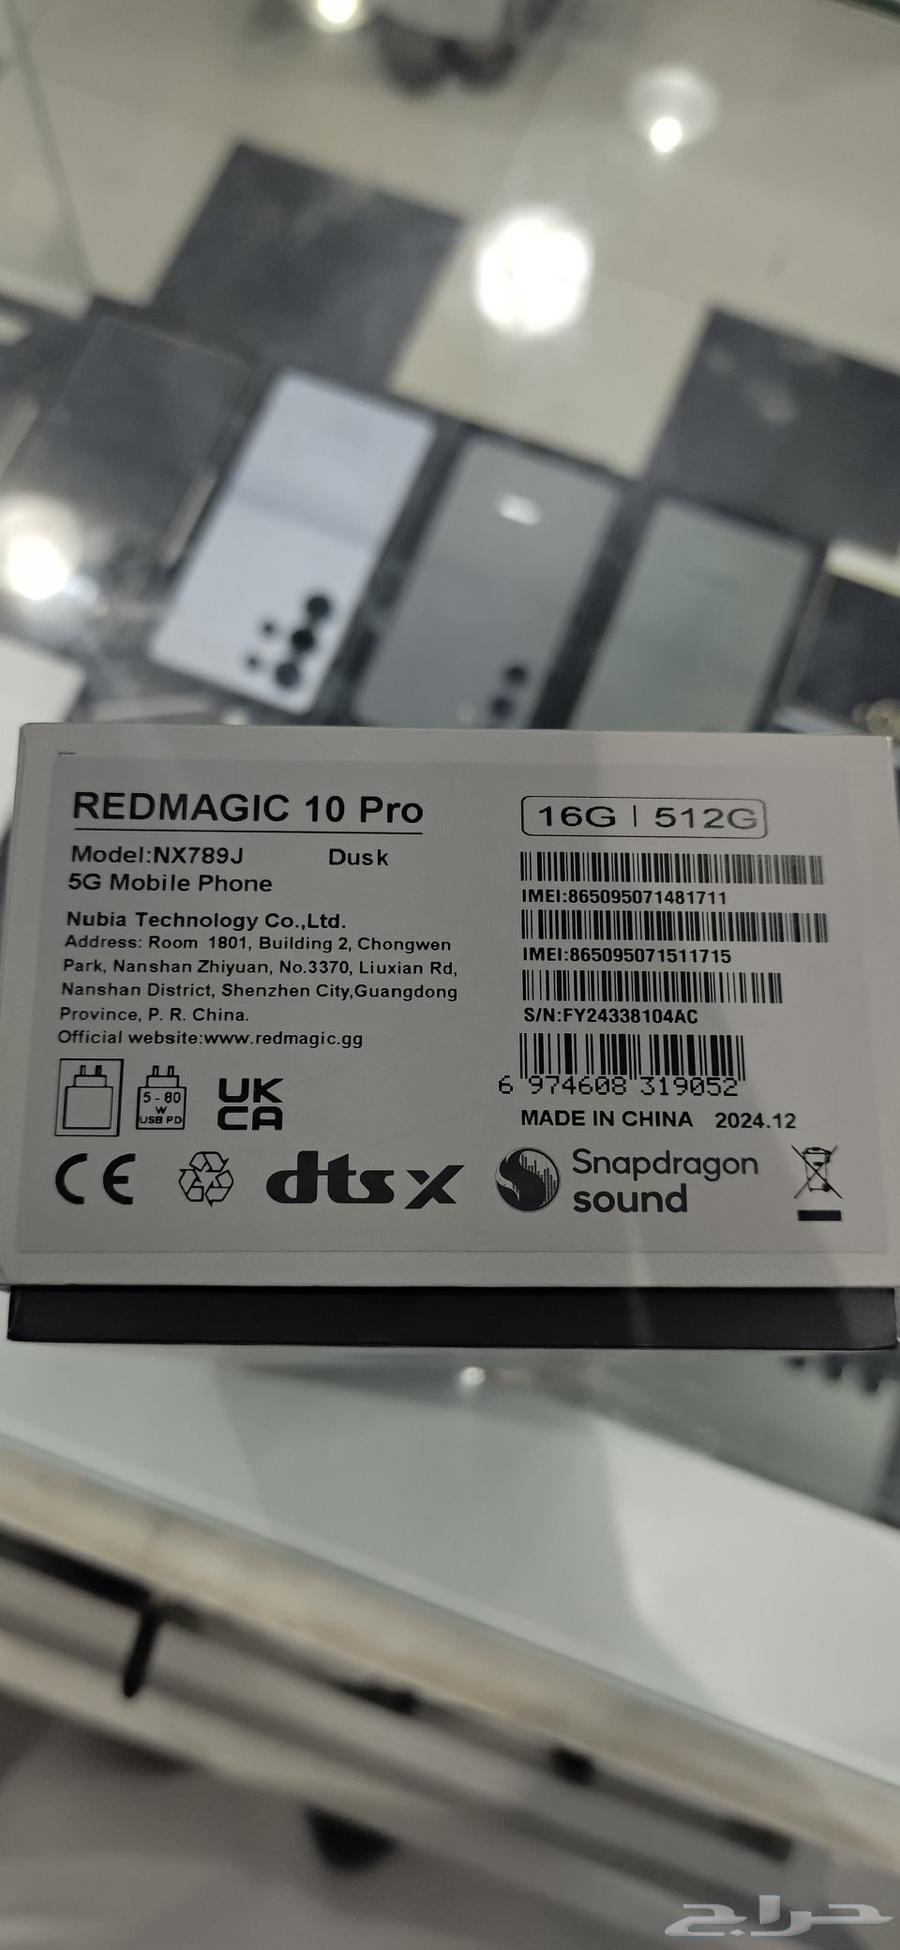 REDMAGIC 10 Pro
Model:NX789J Dusk
5G Mobile Phone
Nubia Technology Co.,Ltd.
Address: Room 1801, Building 2, Chongwen
Park, Nanshan Zhiyuan, No.3370, Liuxian Rd,
Nanshan District, Shenzhen City,Guangdong
Province, P. R. China.
Official website:www.redmagic.gg
5 - 80
W
USB PD
UK
CA
CE
dts x
16G | 512G
IMEI:865095071481711
IMEI:865095071511715
S/N:FY24338104AC
6 974608 319052
MADE IN CHINA 2024.12
Snapdragon
sound
حراج